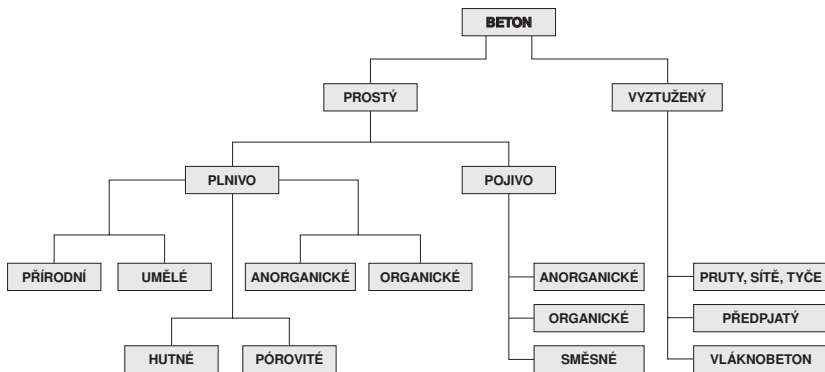 BETON
PROSTÝ
VYZTUŽENÝ
PLNIVO
POJIVO
PŘÍRODNÍ
UMĚLÉ
ANORGANICKÉ
ORGANICKÉ
ANORGANICKÉ
PRUTY, SÍTĚ, TYČE
ORGANICKÉ
PŘEDPJATÝ
HUTNÉ
PÓROVITÉ
SMĚSNÉ
VLÁKNOBETON